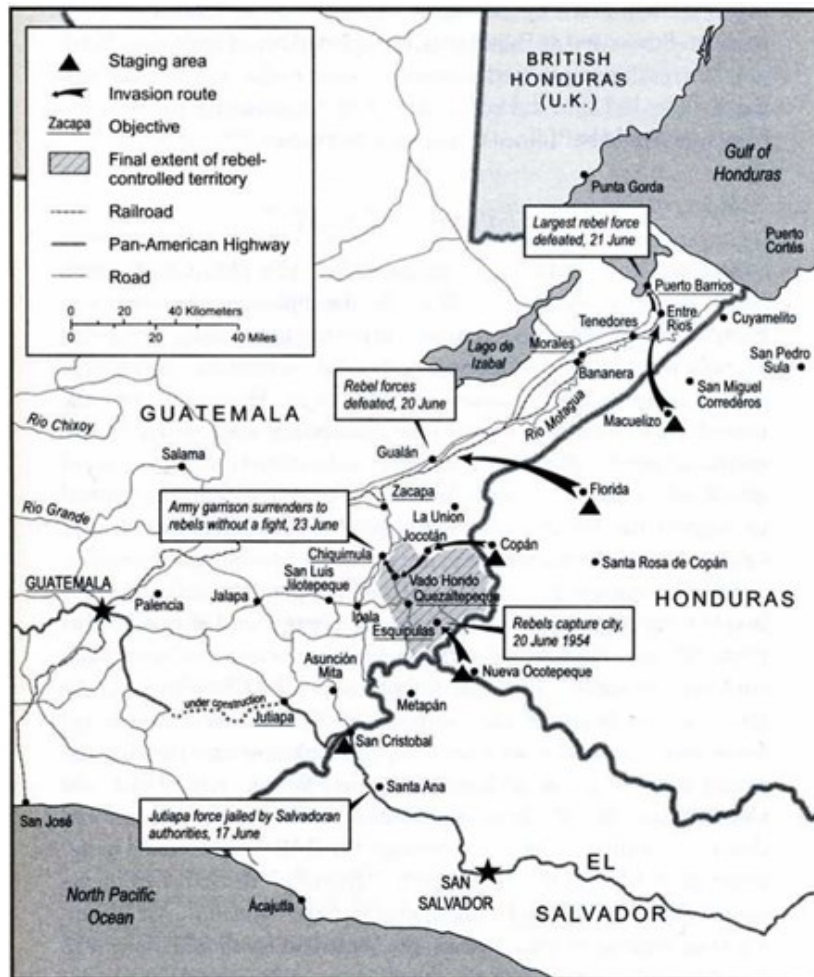 Staging area
Invasion route
Zacapa Objective
Final extent of rebel-
controlled territory
Railroad
Pan-American Highway
Road
0 20 40 Kilometers
0 20 40 Miles
BRITISH
HONDURAS
(U.K.)
Gulf of
Honduras
Punta Gorda
Largest rebel force
defeated, 21 June
Puerto
Cortés
Puerto Barrios
Lago de
Izabal
Tenedores
Entre
Rios
Cuyamelito
Morales
Bananera
San Pedro
Sula
San Miguel
Correderos
Rebel forces
defeated, 20 June
Rio Motagua
Macuelizo
GUATEMALA
Rio Chixoy
Salama
Gualán
Rio Grande
Army garrison surrenders to
rebels without a fight, 23 June
Zacapa
La Union
Florida
Jocotán
Copán
Chiquimula
San Luis
Jilotepeque
Vado Hondo
Quezaltepeque
Santa Rosa de Copán
GUATEMALA
Palencia
Jalapa
Ipala
HONDURAS
Esquipulas
Rebels capture city,
20 June 1954
Asunción
Mita
Nueva Ocotepeque
under construction
Jutiapa
Metapán
San Cristobal
Santa Ana
San José
Jutiapa force jailed by Salvadoran
authorities, 17 June
North Pacific
Ocean
Acajutla
SAN
SALVADOR
EL
SALVADOR